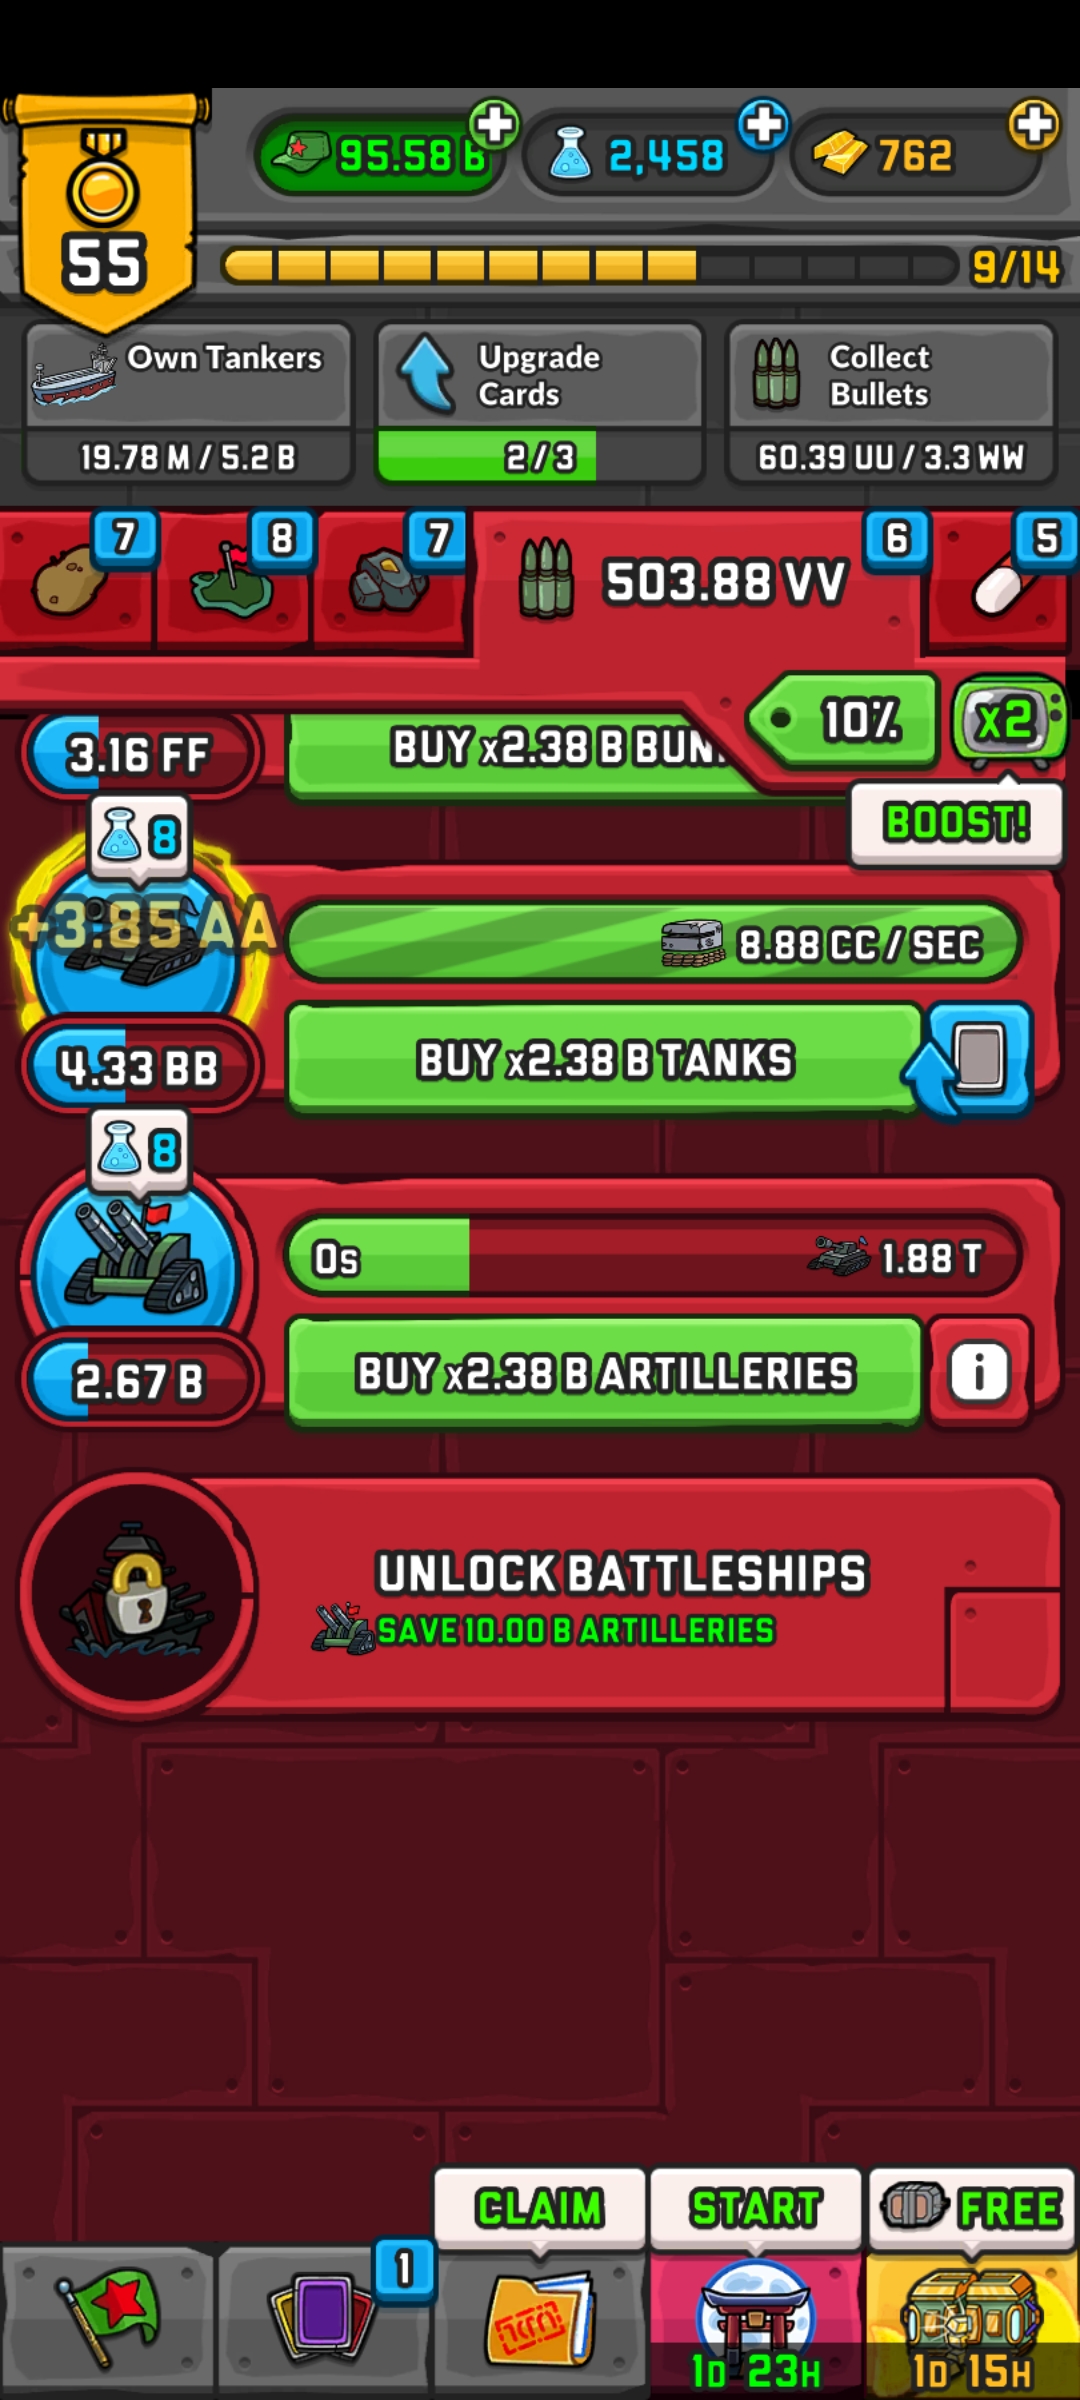 95.58 B
2,458
762
55
9/14
Own Tankers
19.78 M / 5.2 B
Upgrade
Cards
2 / 3
Collect
Bullets
60.39 UU / 3.3 WW
7
8
7
503.88 VV
6
5
10%
x2
BOOST!
3.16 FF
BUY x2.38 B BUN
8
+3.85 AA
8.88 CC / SEC
4.33 BB
BUY x2.38 B TANKS
8
0s
1.88 T
2.67 B
BUY x2.38 B ARTILLERIES
i
UNLOCK BATTLESHIPS
SAVE 10.00 B ARTILLERIES
CLAIM
START
FREE
1
1D 23H
1D 15H